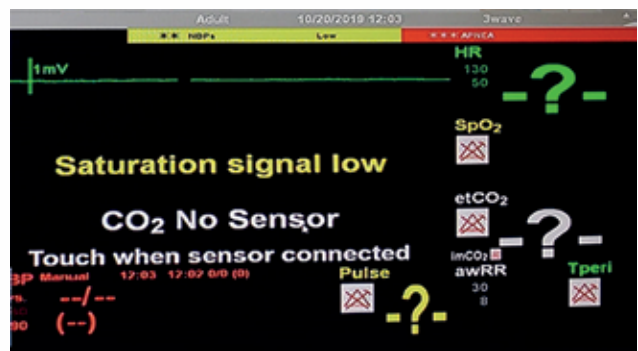 Adult 10/20/2019 12:03 3wave
** NBPs Low *** APNEA
HR
1mV
130
50
-?-
SpO₂
Saturation signal low
etCO₂
CO₂ No Sensor
-?-
Touch when sensor connected
imCO₂
awRR
30
8
Tperi
BP Manual 12:03 12:02 0/0 (0)
Pulse
--/--
90 (--)
-?-